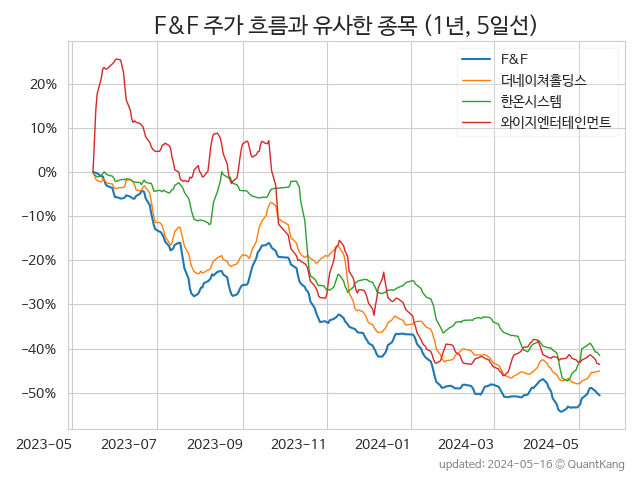 F&F 주가 흐름과 유사한 종목 (1년, 5일선)
F&F
더네이쳐홀딩스
한온시스템
와이지엔터테인먼트
20%
10%
0%
−10%
−20%
−30%
−40%
−50%
2023-05 2023-07 2023-09 2023-11 2024-01 2024-03 2024-05
updated: 2024-05-16 © QuantKang